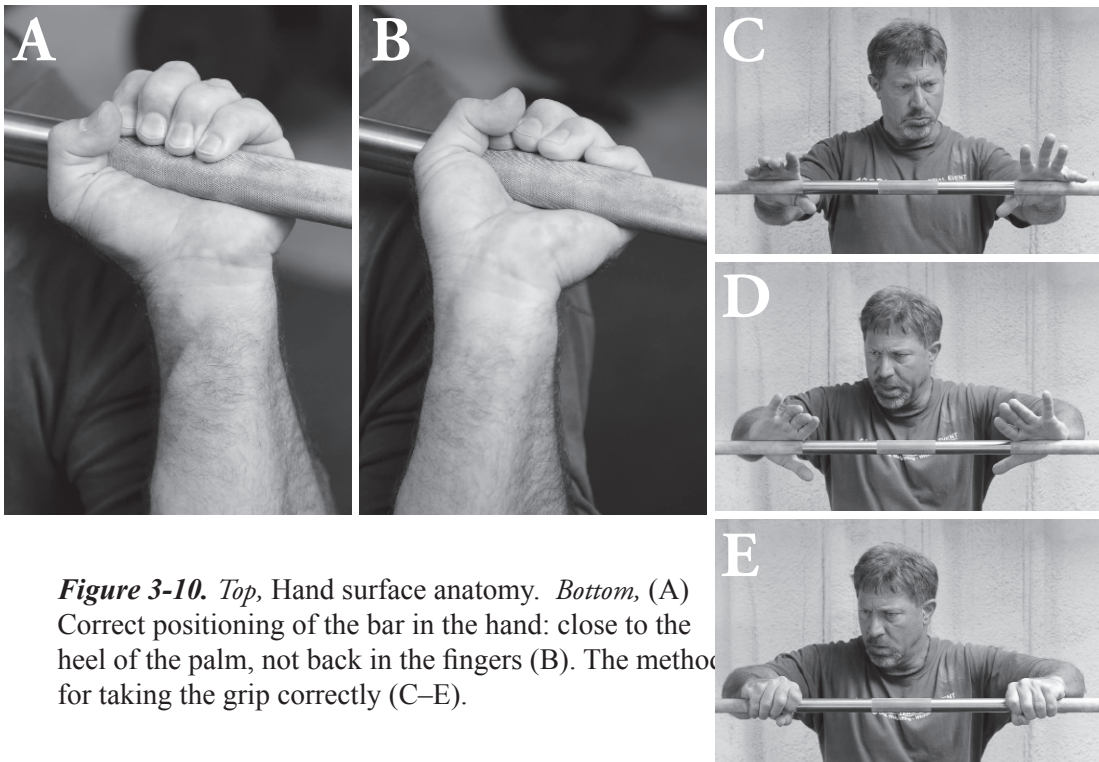 A
B
C
EVENT
D
E
Figure 3-10. Top, Hand surface anatomy. Bottom, (A)
Correct positioning of the bar in the hand: close to the
heel of the palm, not back in the fingers (B). The method
for taking the grip correctly (C–E).